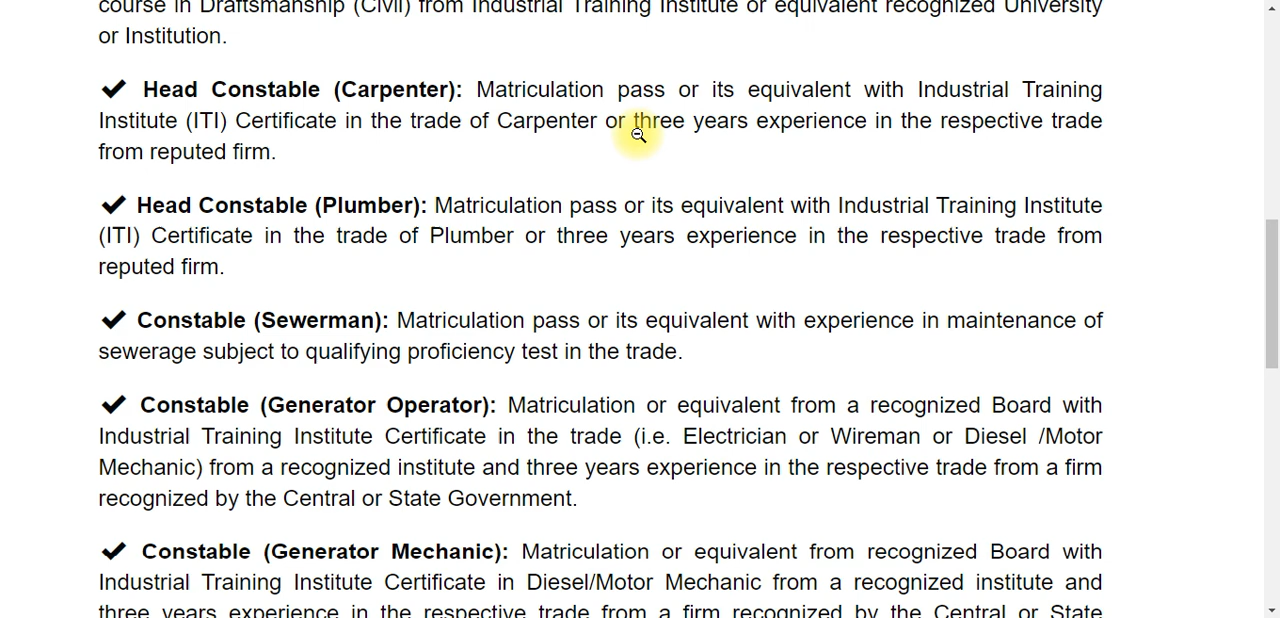 course in Draftsmanship (Civil) from Industrial Training Institute or equivalent recognized University
or Institution.
✔ Head Constable (Carpenter): Matriculation pass or its equivalent with Industrial Training
Institute (ITI) Certificate in the trade of Carpenter or three years experience in the respective trade
from reputed firm.
✔ Head Constable (Plumber): Matriculation pass or its equivalent with Industrial Training Institute
(ITI) Certificate in the trade of Plumber or three years experience in the respective trade from
reputed firm.
✔ Constable (Sewerman): Matriculation pass or its equivalent with experience in maintenance of
sewerage subject to qualifying proficiency test in the trade.
✔ Constable (Generator Operator): Matriculation or equivalent from a recognized Board with
Industrial Training Institute Certificate in the trade (i.e. Electrician or Wireman or Diesel /Motor
Mechanic) from a recognized institute and three years experience in the respective trade from a firm
recognized by the Central or State Government.
✔ Constable (Generator Mechanic): Matriculation or equivalent from recognized Board with
Industrial Training Institute Certificate in Diesel/Motor Mechanic from a recognized institute and
three years experience in the respective trade from a firm recognized by the Central or State